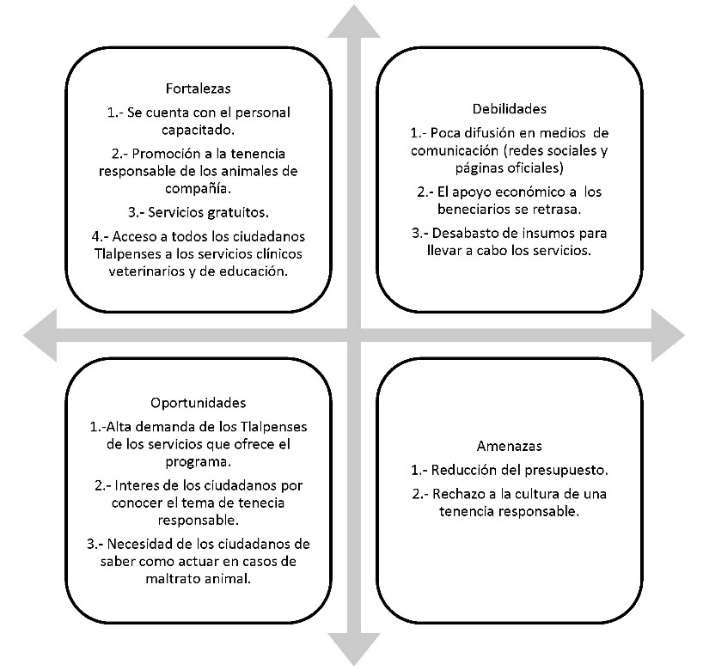 Fortalezas
1.- Se cuenta con el personal
capacitado.
2.- Promoción a la tenencia
responsable de los animales de
compañía.
3.- Servicios gratuitos.
4.- Acceso a todos los ciudadanos
Tlalpenses a los servicios clínicos
veterinarios y de educación.
Debilidades
1.- Poca difusión en medios de
comunicación (redes sociales y
páginas oficiales)
2.- El apoyo económico a los
beneciarios se retrasa.
3.- Desabasto de insumos para
llevar a cabo los servicios.
Oportunidades
1.-Alta demanda de los Tlalpenses
de los servicios que ofrece el
programa.
2.- Interes de los ciudadanos por
conocer el tema de tenecia
responsable.
3.- Necesidad de los ciudadanos de
saber como actuar en casos de
maltrato animal.
Amenazas
1.- Reducción del presupuesto.
2.- Rechazo a la cultura de una
tenencia responsable.